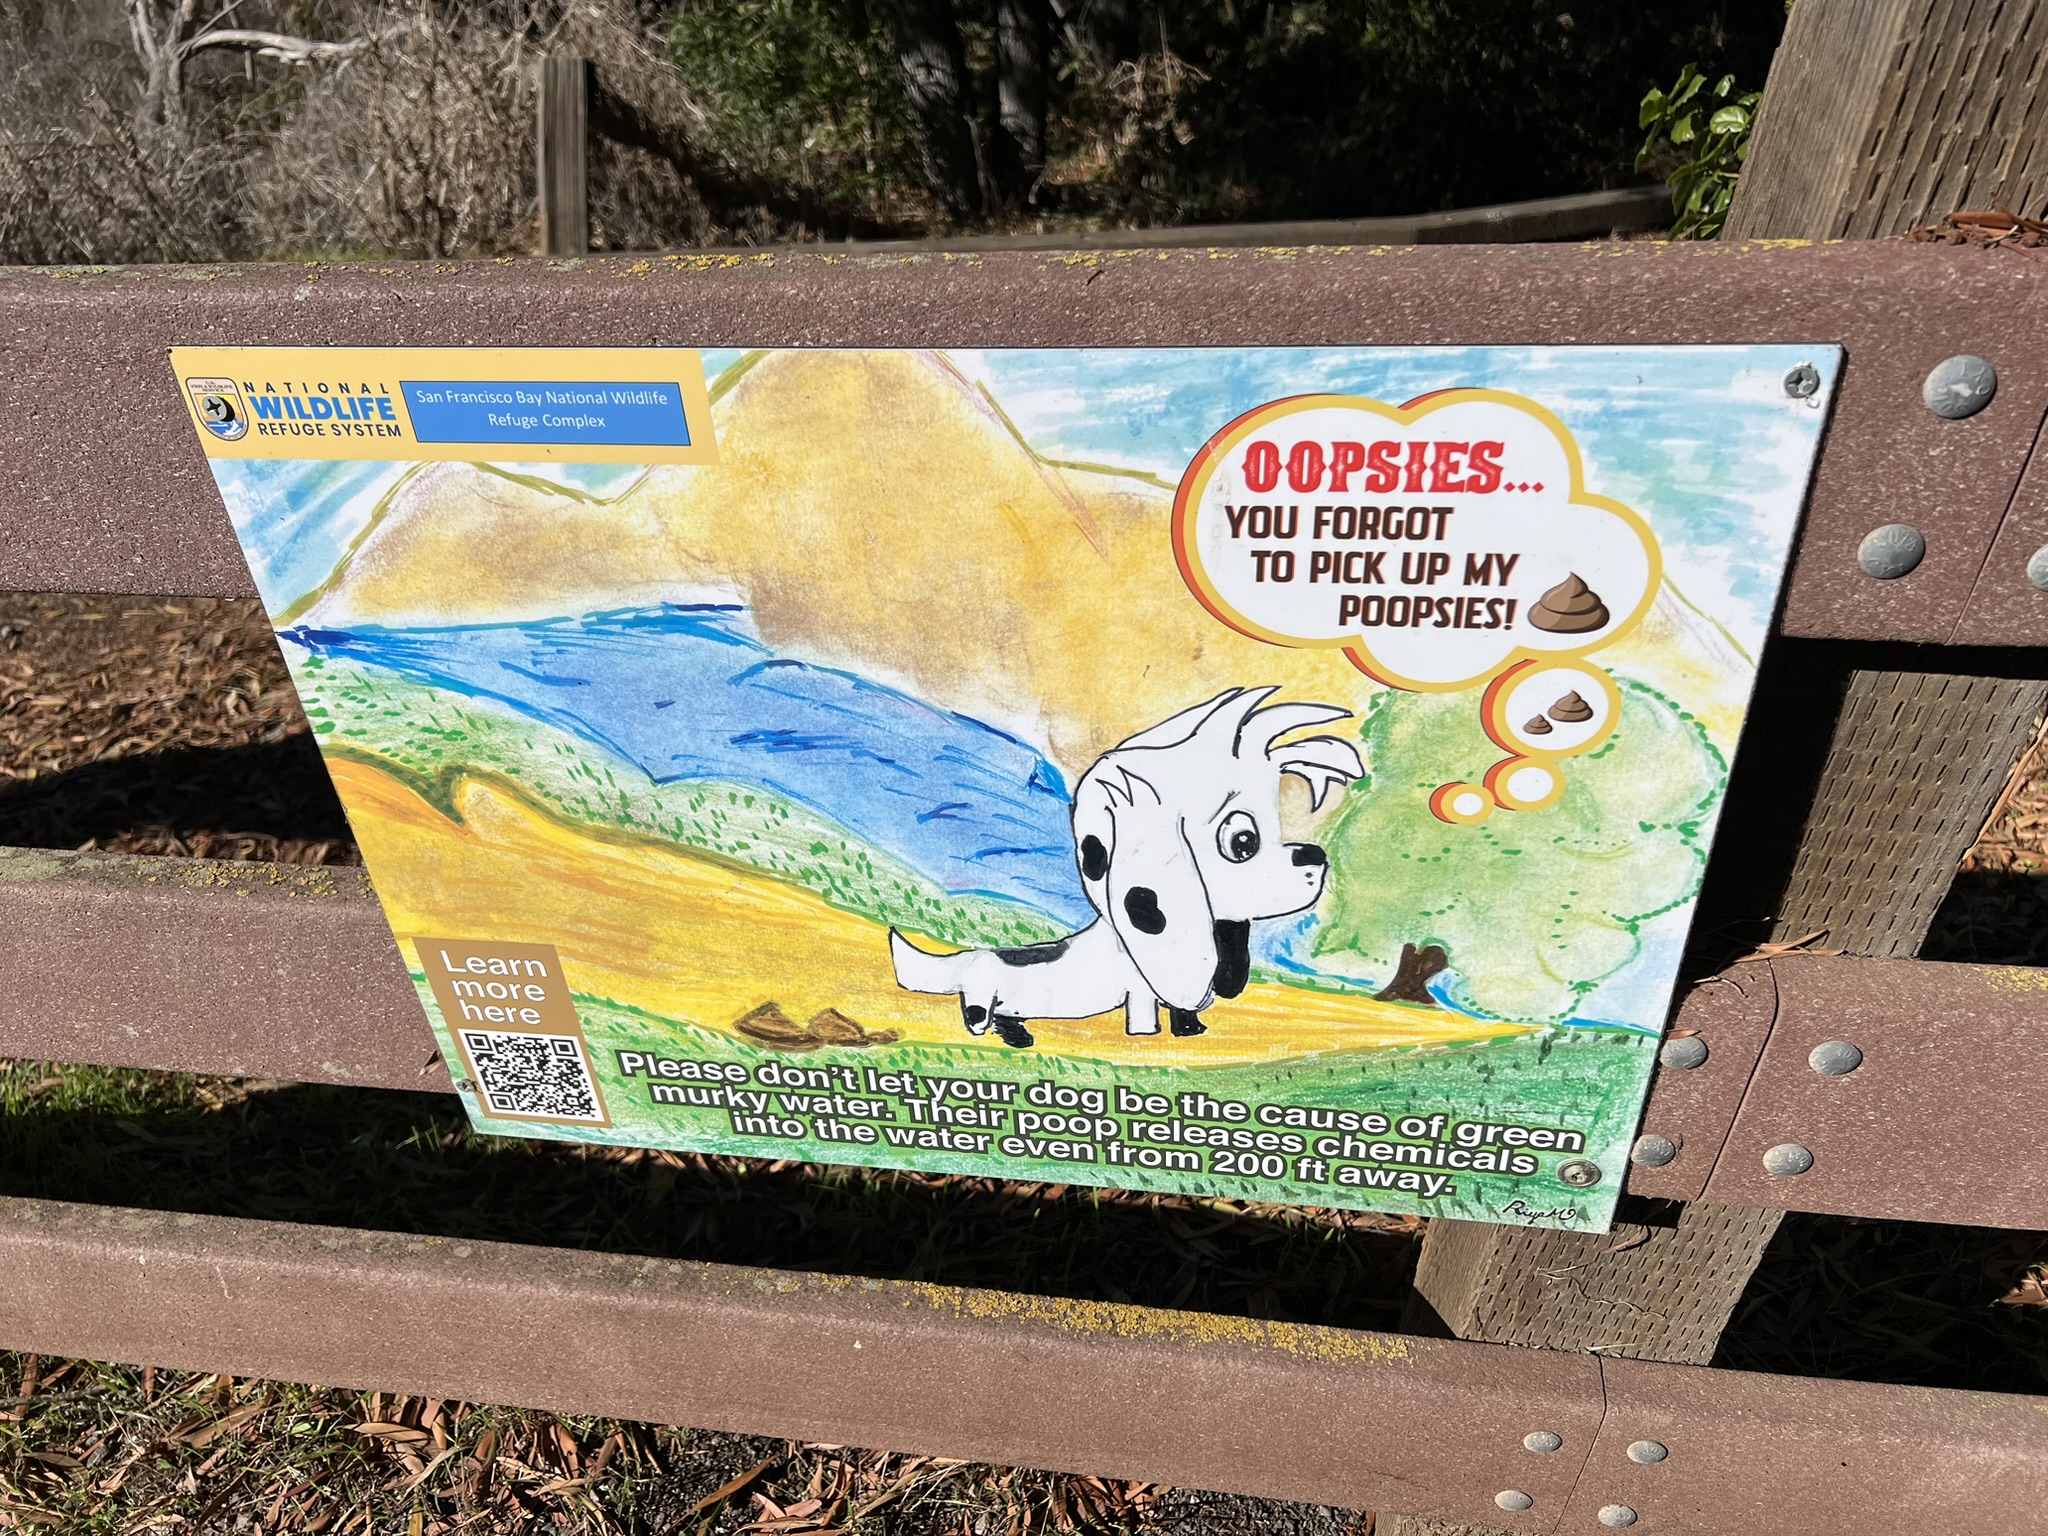 NATIONAL
WILDLIFE
REFUGE SYSTEM
San Francisco Bay National Wildlife
Refuge Complex
OOPSIES...
YOU FORGOT
TO PICK UP MY
POOPSIES!
Learn
more
here
Please don't let your dog be the cause of green
murky water. Their poop releases chemicals
into the water even from 200 ft away.